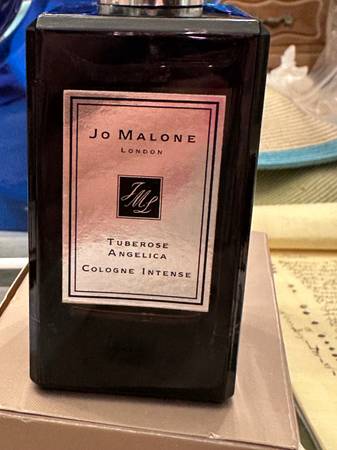 JO MALONE
LONDON
JML
TUBEROSE
ANGELICA
COLOGNE INTENSE